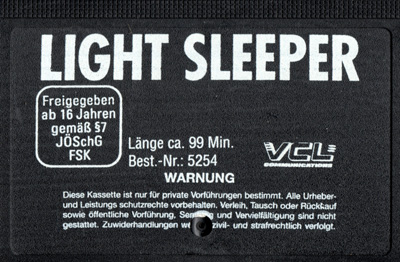 LIGHT SLEEPER
Freigegeben
ab 16 Jahren
gemäß §7
JÖSchG
FSK
Länge ca. 99 Min.
Best.-Nr.: 5254
VCL
COMMUNICATIONS
WARNUNG
Diese Kassette ist nur für private Vorführungen bestimmt. Alle Urheber-
und Leistungs schutzrechte vorbehalten. Verleih, Tausch oder Rückkauf
sowie öffentliche Vorführung, Sendung und Vervielfältigung sind nicht
gestattet. Zuwiderhandlungen zivil- und strafrechtlich verfolgt.